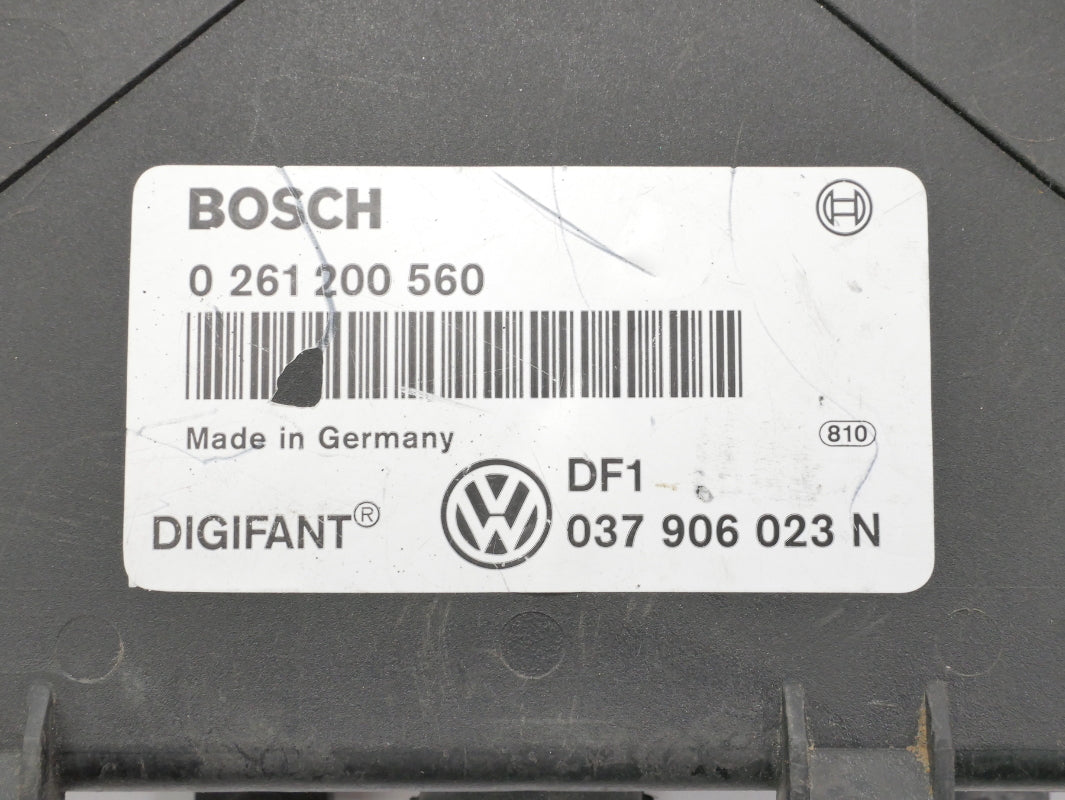 BOSCH
0 261 200 560
Made in Germany
810
DF1
DIGIFANT®
037 906 023 N